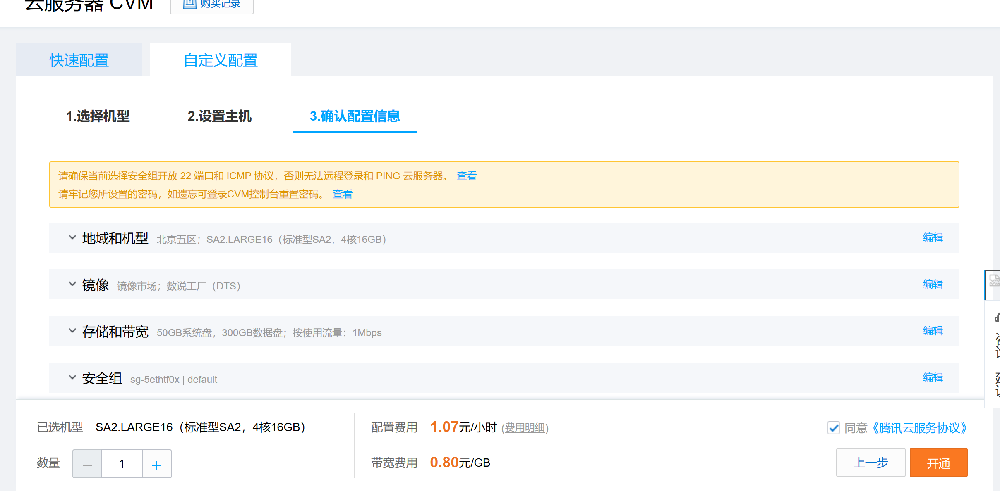 云服务器 CVM
购买记录
快速配置
自定义配置
1.选择机型
2.设置主机
3.确认配置信息
请确保当前选择安全组开放 22 端口和 ICMP 协议，否则无法远程登录和 PING 云服务器。 查看
请牢记您所设置的密码，如遗忘可登录CVM控制台重置密码。 查看
地域和机型 北京五区；SA2.LARGE16（标准型SA2，4核16GB） 编辑
镜像 镜像市场；数说工厂（DTS） 编辑
存储和带宽 50GB系统盘，300GB数据盘；按使用流量：1Mbps 编辑
安全组 sg-5ethtf0x | default 编辑
已选机型 SA2.LARGE16（标准型SA2，4核16GB）
数量 1
配置费用 1.07元/小时 (费用明细)
带宽费用 0.80元/GB
同意《腾讯云服务协议》
上一步
开通